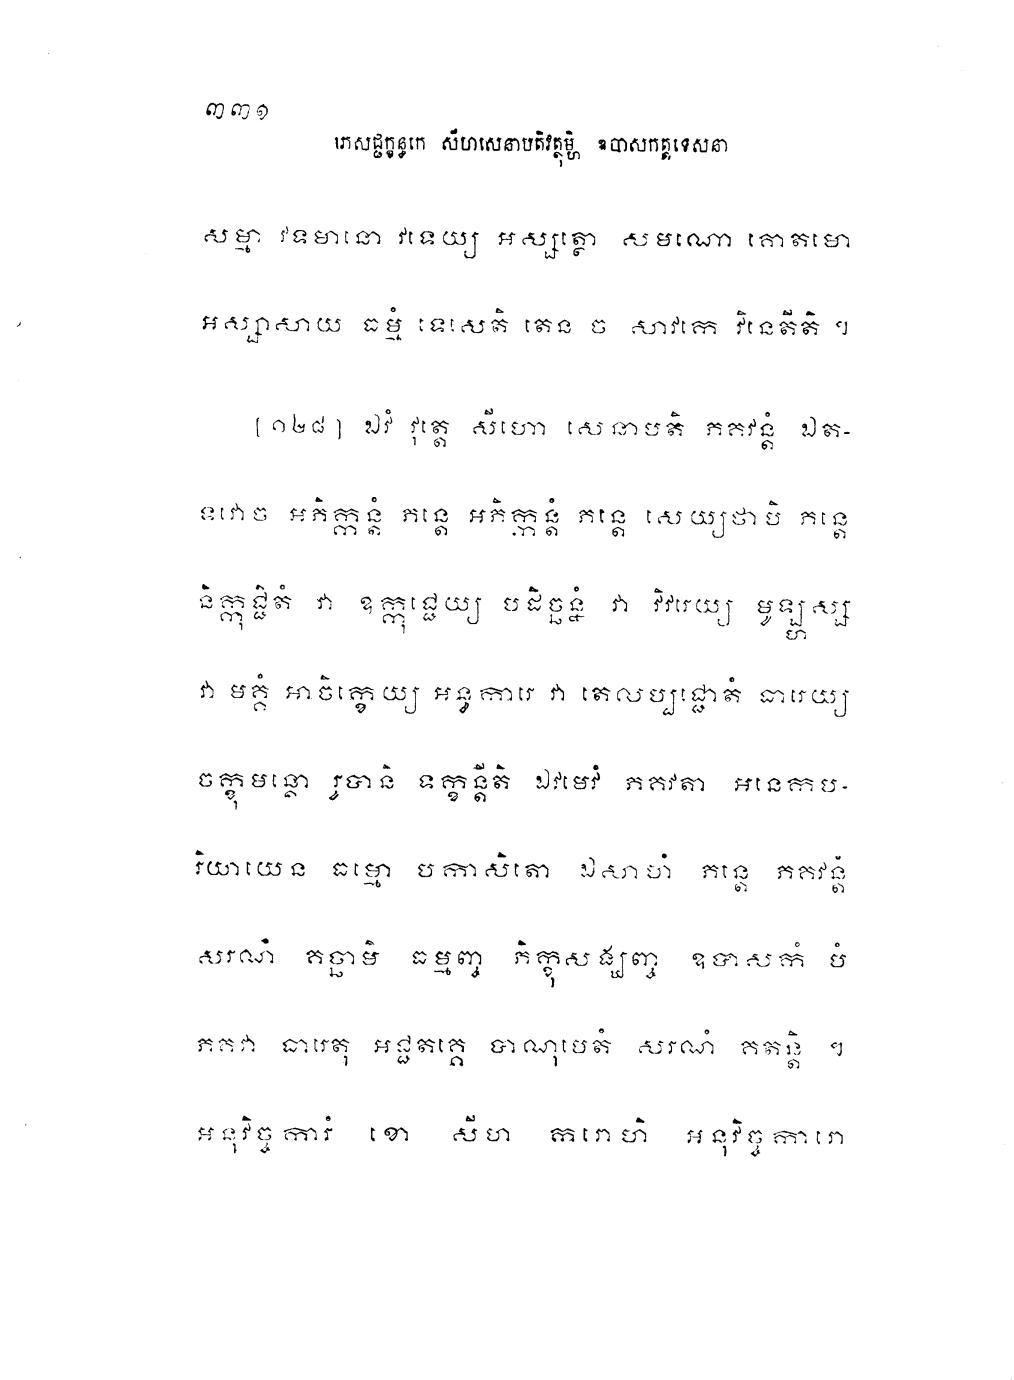 ៣៣១
ភេសជ្ជក្ខន្ធកេ សីហសេនាបតិវត្ថុម្ហិ ឧបាសកត្តទេសនា
សម្មា វទមានោ វទេយ្យ អស្សត្ថោ សមណោ គោតមោ
អស្សាសាយ ធម្មំ ទេសេតិ តេន ច សាវកេ វិនេតីតិ ។
[១២៨] ឯវំ វុត្តេ សីហោ សេនាបតិ ភគវន្តំ ឯត-
ទវោច អភិក្កន្តំ ភន្តេ អភិក្កន្តំ ភន្តេ សេយ្យថាបិ ភន្តេ
និក្កុជ្ជិតំ វា ឧក្កុជ្ជេយ្យ បដិច្ឆន្នំ វា វិវរេយ្យ មូឡ្ហស្ស
វា មគ្គំ អាចិក្ខេយ្យ អន្ធការេ វា តេលប្បជ្ជោតំ ធារេយ្យ
ចក្ខុមន្តោ រូបានិ ទក្ខន្តីតិ ឯវមេវំ ភគវតា អនេកាប-
រិយាយេន ធម្មោ បកាសិតោ ឯសាហំ ភន្តេ ភគវន្តំ
សរណំ គច្ឆាមិ ធម្មញ្ច ភិក្ខុសង្ឃញ្ច ឧបាសកំ មំ
ភគវា ធារេតុ អជ្ជតគ្គេ បាណុបេតំ សរណំ គតន្តិ ។
អនុវិច្ចការំ ខោ សីហ ករោហិ អនុវិច្ចការោ